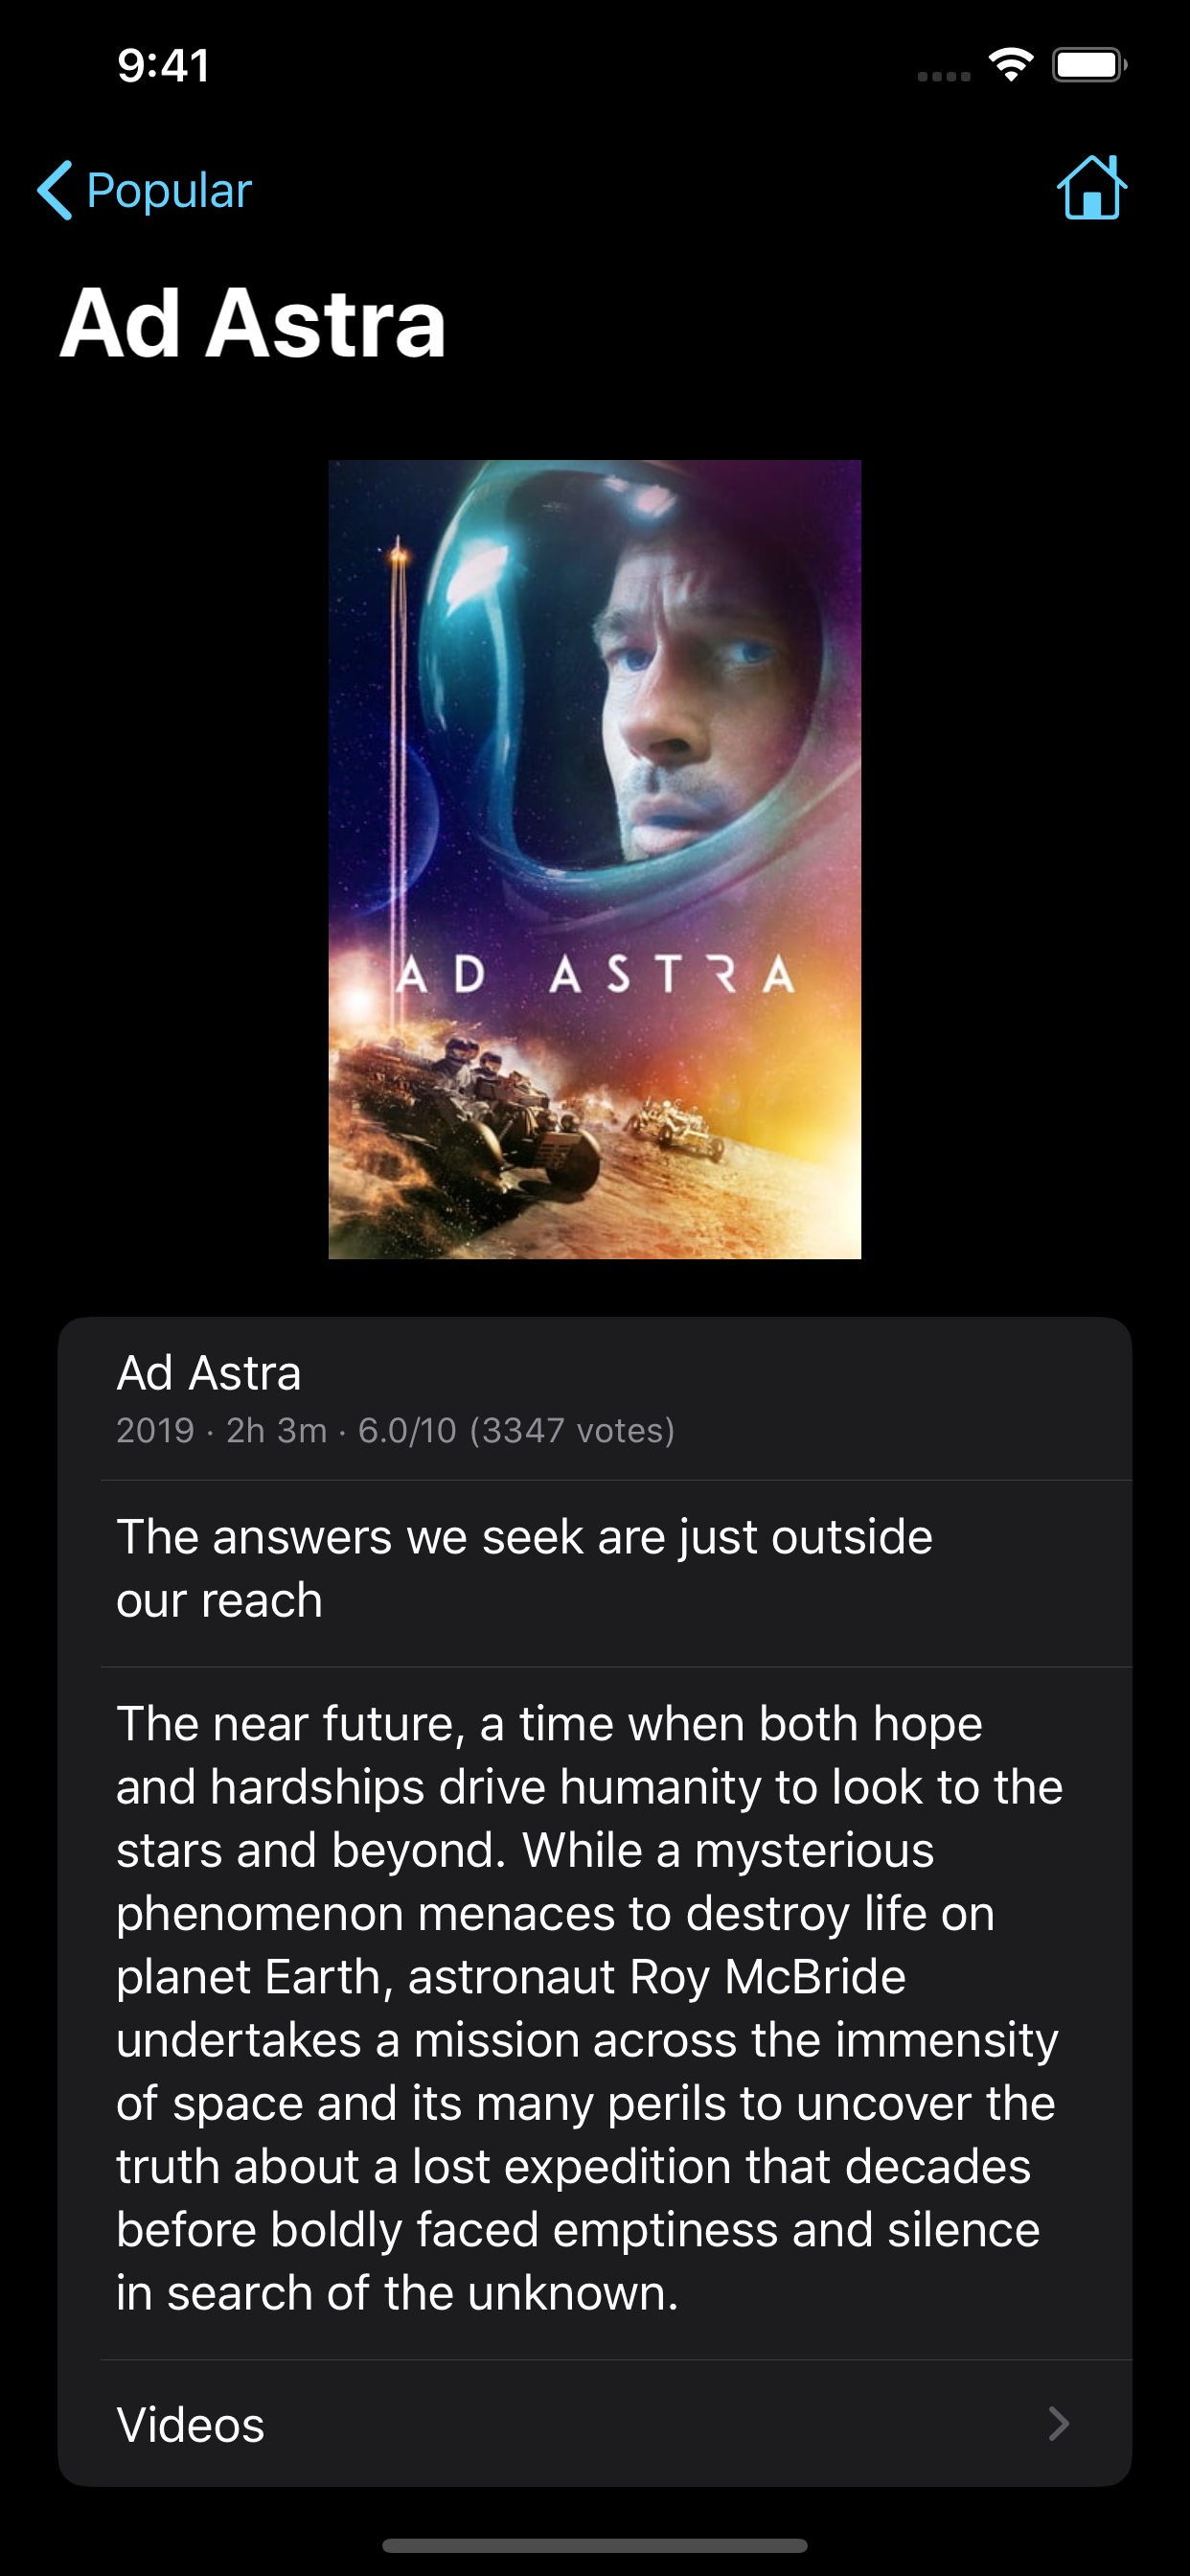 9:41
Popular
Ad Astra
AD ASTRA
Ad Astra
2019 · 2h 3m · 6.0/10 (3347 votes)
The answers we seek are just outside
our reach
The near future, a time when both hope
and hardships drive humanity to look to the
stars and beyond. While a mysterious
phenomenon menaces to destroy life on
planet Earth, astronaut Roy McBride
undertakes a mission across the immensity
of space and its many perils to uncover the
truth about a lost expedition that decades
before boldly faced emptiness and silence
in search of the unknown.
Videos